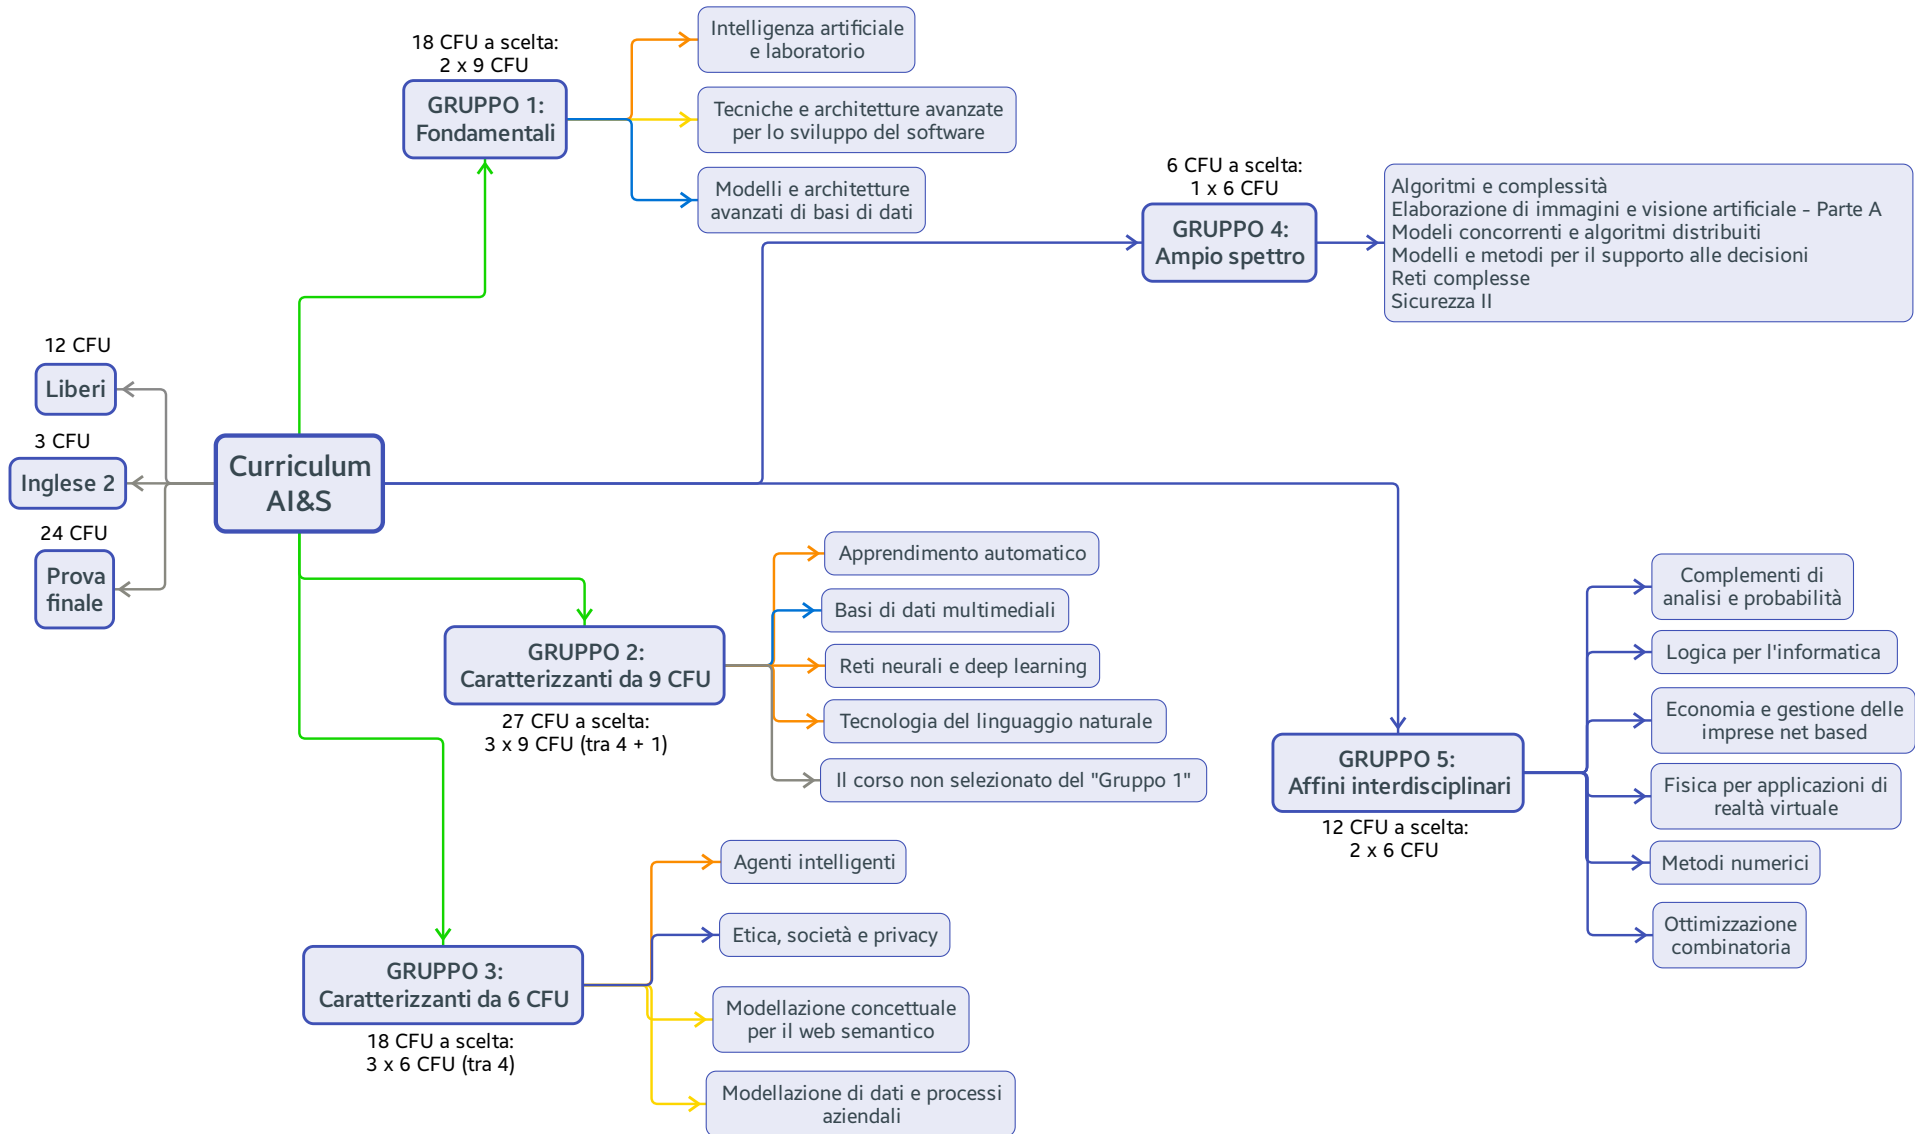 18 CFU a scelta:
2 x 9 CFU
GRUPPO 1:
Fondamentali
Intelligenza artificiale
e laboratorio
Tecniche e architetture avanzate
per lo sviluppo del software
Modelli e architetture
avanzati di basi di dati
6 CFU a scelta:
1 x 6 CFU
GRUPPO 4:
Ampio spettro
Algoritmi e complessità
Elaborazione di immagini e visione artificiale - Parte A
Modeli concorrenti e algoritmi distribuiti
Modelli e metodi per il supporto alle decisioni
Reti complesse
Sicurezza II
12 CFU
Liberi
3 CFU
Inglese 2
24 CFU
Prova
finale
Curriculum
AI&S
GRUPPO 2:
Caratterizzanti da 9 CFU
27 CFU a scelta:
3 x 9 CFU (tra 4 + 1)
Apprendimento automatico
Basi di dati multimediali
Reti neurali e deep learning
Tecnologia del linguaggio naturale
Il corso non selezionato del "Gruppo 1"
GRUPPO 5:
Affini interdisciplinari
12 CFU a scelta:
2 x 6 CFU
Complementi di
analisi e probabilità
Logica per l'informatica
Economia e gestione delle
imprese net based
Fisica per applicazioni di
realtà virtuale
Metodi numerici
Ottimizzazione
combinatoria
GRUPPO 3:
Caratterizzanti da 6 CFU
18 CFU a scelta:
3 x 6 CFU (tra 4)
Agenti intelligenti
Etica, società e privacy
Modellazione concettuale
per il web semantico
Modellazione di dati e processi
aziendali